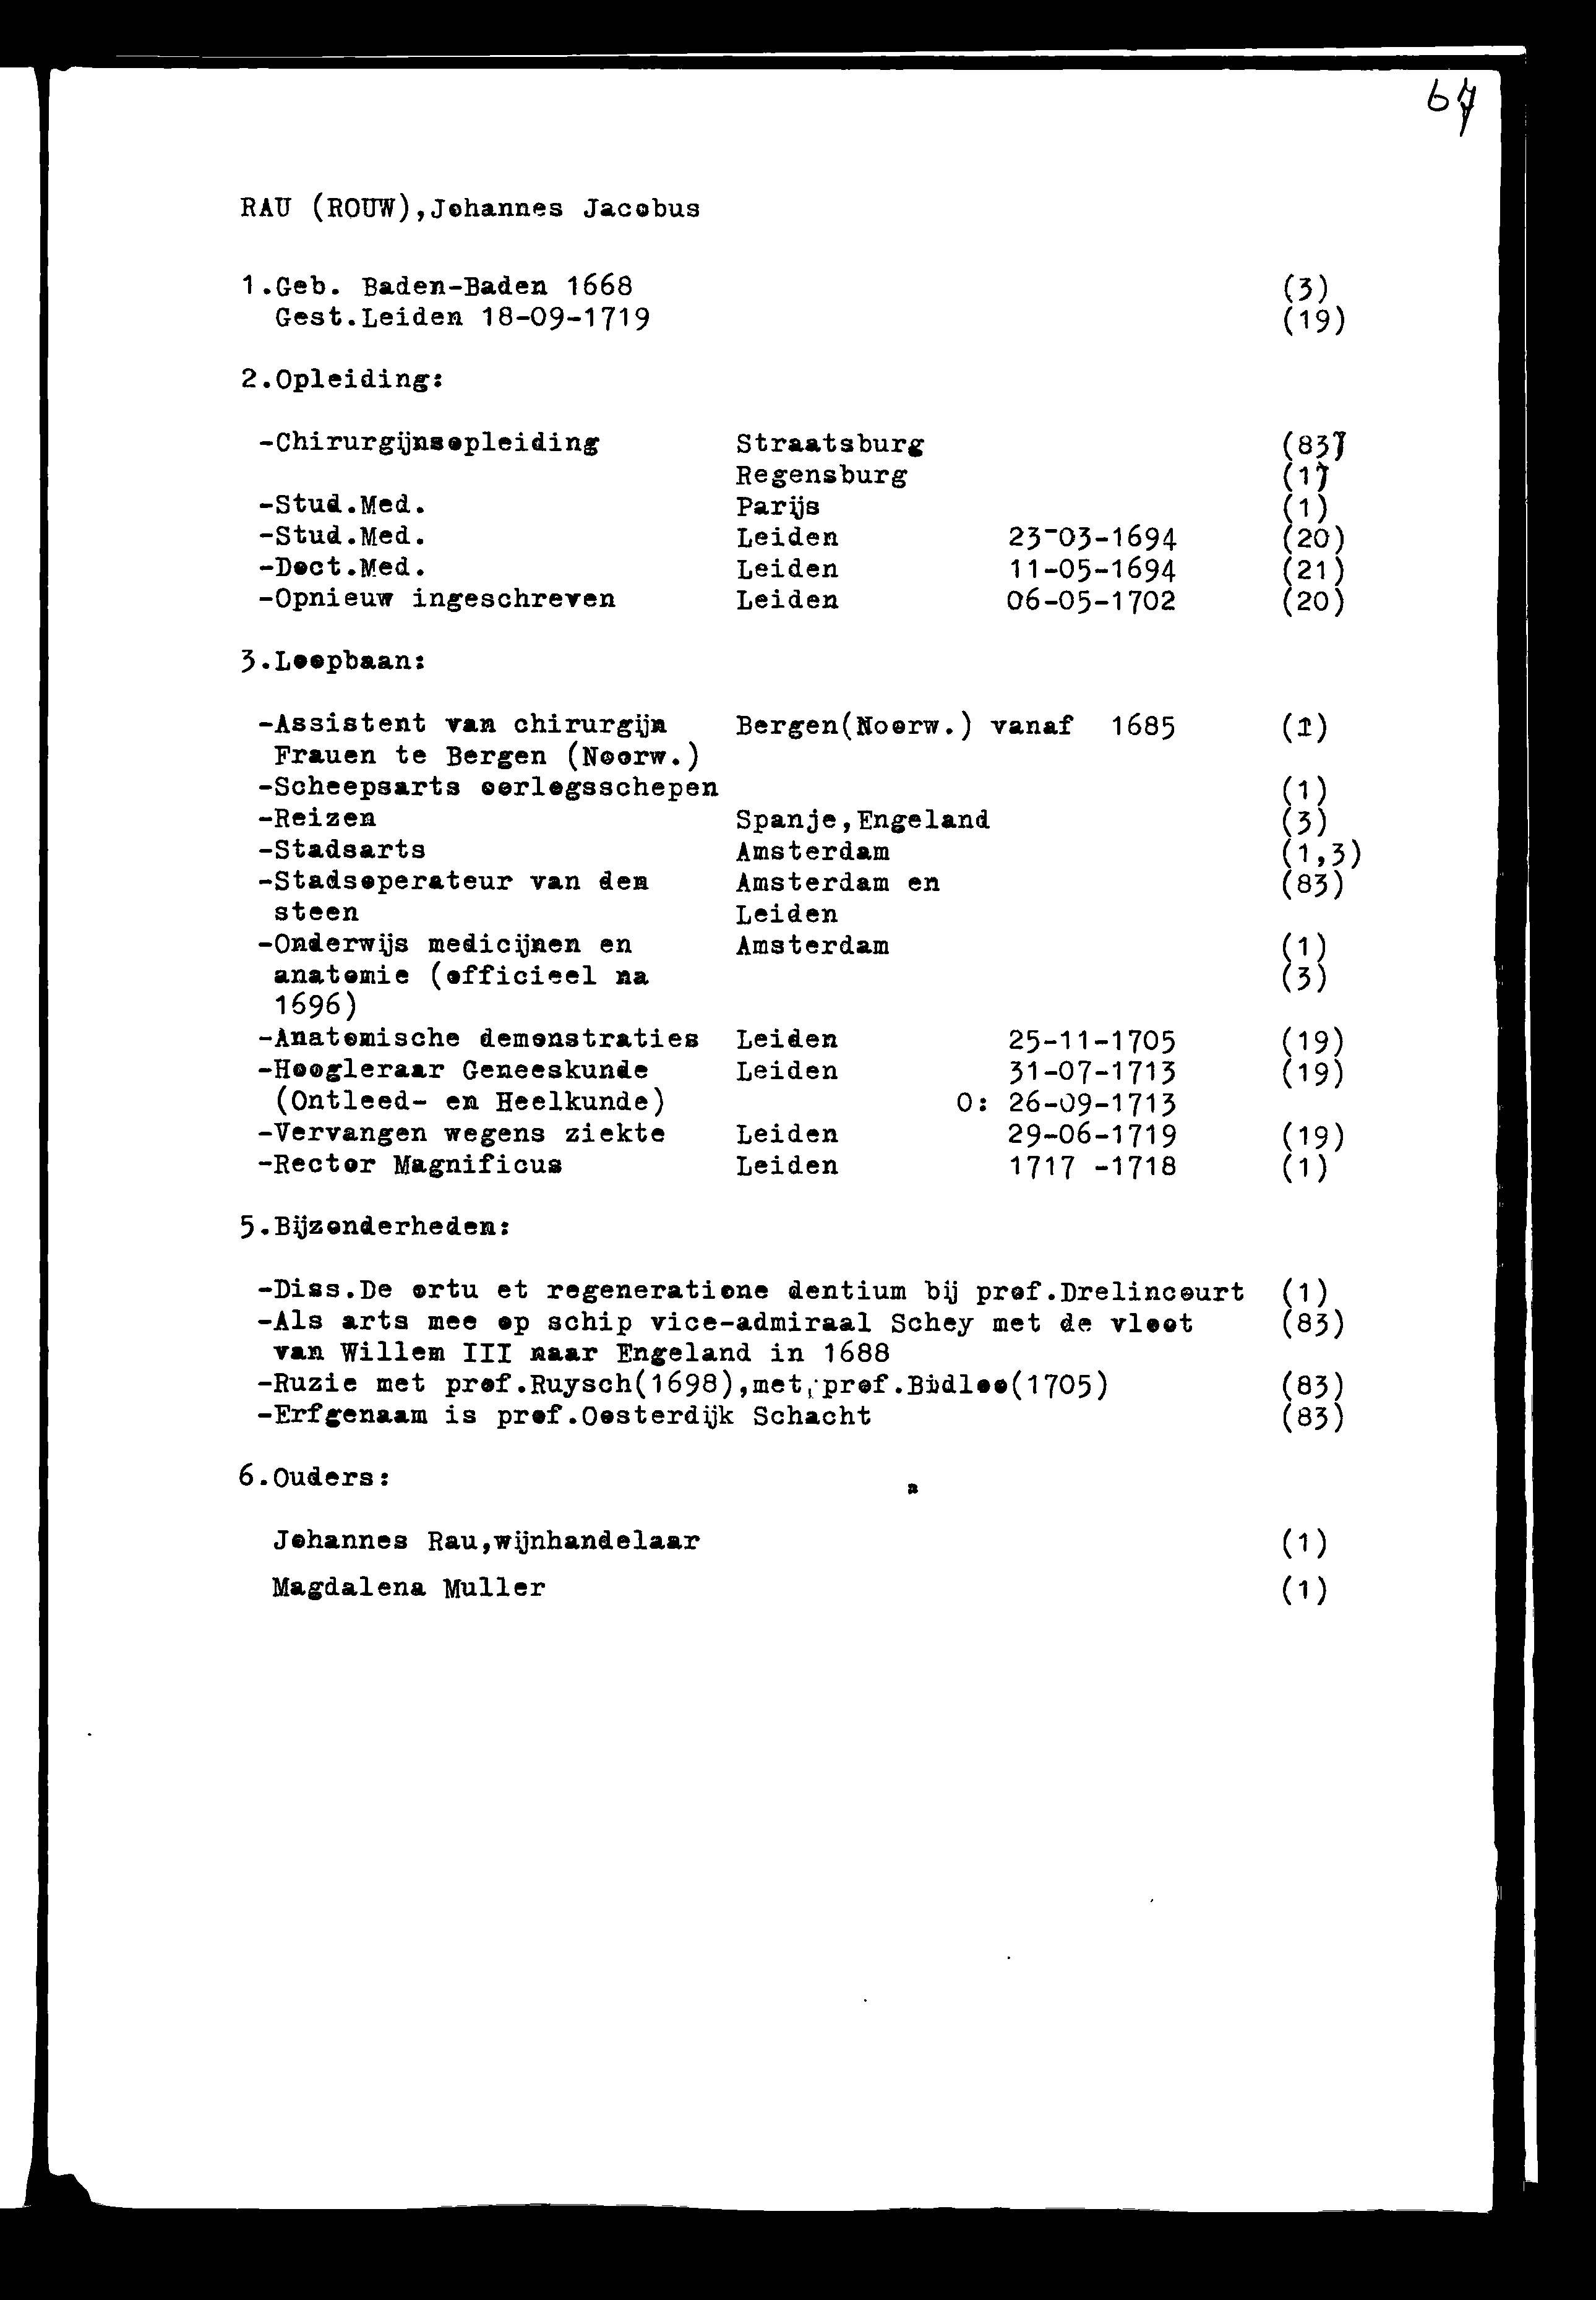 RAU (ROUW),Johannes Jacobus
1.Geb. Baden-Baden 1668 (3)
Gest.Leiden 18-09-1719 (19)
2.Opleiding:
-Chirurgijnsopleiding Straatsburg (83)
Regensburg (1)
-Stud.Med. Parijs (1)
-Stud.Med. Leiden 23-03-1694 (20)
-Doct.Med. Leiden 11-05-1694 (21)
-Opnieuw ingeschreven Leiden 06-05-1702 (20)
3.Loopbaan:
-Assistent van chirurgijn Bergen(Noorw.) vanaf 1685 (1)
Frauen te Bergen (Noorw.)
-Scheepsarts oorlogsschepen (1)
-Reizen Spanje,Engeland (3)
-Stadsarts Amsterdam (1,3)
-Stadsoperateur van den Amsterdam en (83)
steen Leiden
-Onderwijs medicijnen en Amsterdam (1)
anatomie (officieel na (3)
1696)
-Anatomische demonstraties Leiden 25-11-1705 (19)
-Hoogleraar Geneeskunde Leiden 31-07-1713 (19)
(Ontleed- en Heelkunde) O: 26-09-1713
-Vervangen wegens ziekte Leiden 29-06-1719 (19)
-Rector Magnificus Leiden 1717 -1718 (1)
5.Bijzonderheden:
-Diss.De ortu et regeneratione dentium bij prof.Drelincourt (1)
-Als arts mee op schip vice-admiraal Schey met de vloot (83)
van Willem III naar Engeland in 1688
-Ruzie met prof.Ruysch(1698),met prof.Bidloo(1705) (83)
-Erfgenaam is prof.Oosterdijk Schacht (83)
6.Ouders:
Johannes Rau,wijnhandelaar (1)
Magdalena Muller (1)